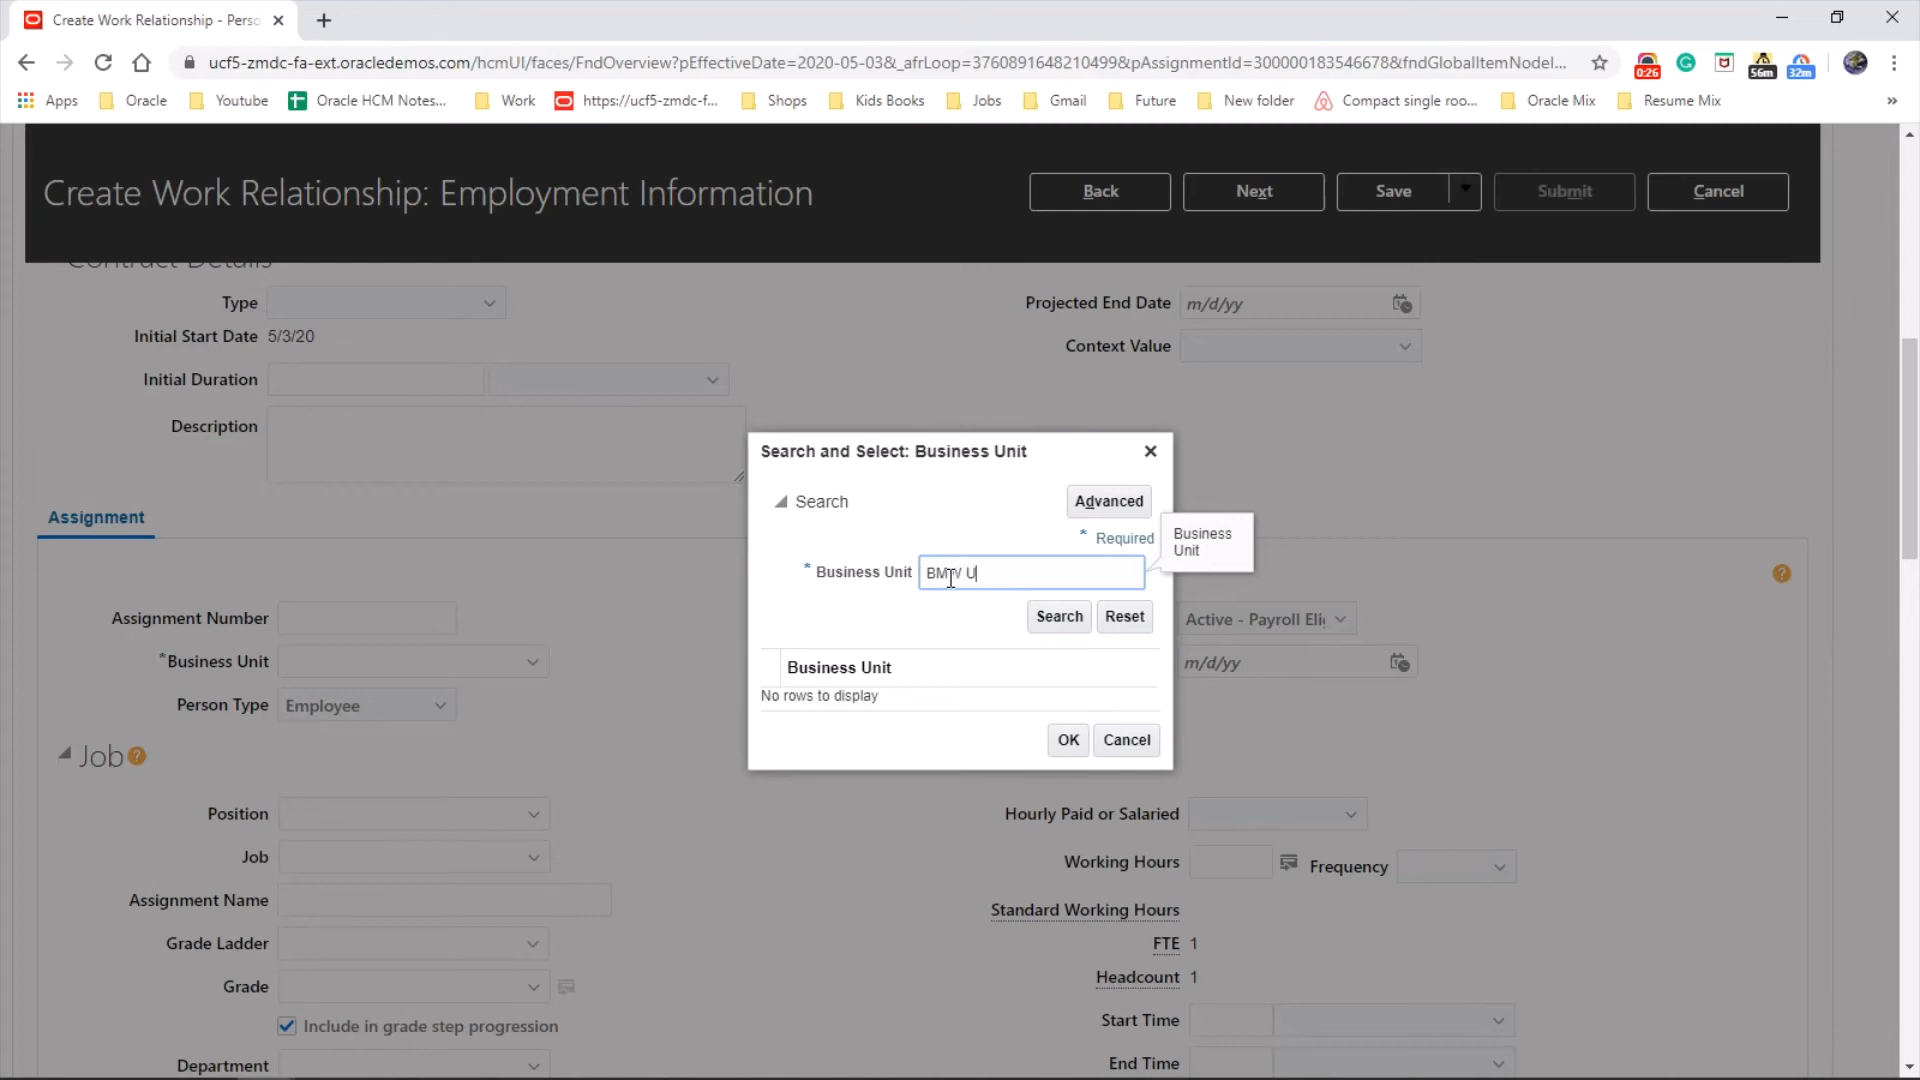 Create Work Relationship - Perso
ucf5-zmdc-fa-ext.oracledemos.com/hcmUI/faces/FndOverview?pEffectiveDate=2020-05-03&_afrLoop=3760891648210499&pAssignmentId=300000183546678&fndGlobalItemNodeI...
0:26
56m
32m
Apps
Oracle
Youtube
Oracle HCM Notes...
Work
https://ucf5-zmdc-f...
Shops
Kids Books
Jobs
Gmail
Future
New folder
Compact single roo...
Oracle Mix
Resume Mix
»
Create Work Relationship: Employment Information
Back
Next
Save
Submit
Cancel
Contract Details
Type
Projected End Date m/d/yy
Initial Start Date 5/3/20
Context Value
Initial Duration
Description
Search and Select: Business Unit
Search
Advanced
* Required
Business Unit
* Business Unit BMW U
Search
Reset
Business Unit
No rows to display
OK
Cancel
Assignment
Assignment Number
Active - Payroll Eli
*Business Unit
m/d/yy
Person Type Employee
Job
Position
Hourly Paid or Salaried
Job
Working Hours
Frequency
Assignment Name
Standard Working Hours
Grade Ladder
FTE 1
Grade
Headcount 1
Include in grade step progression
Start Time
Department
End Time